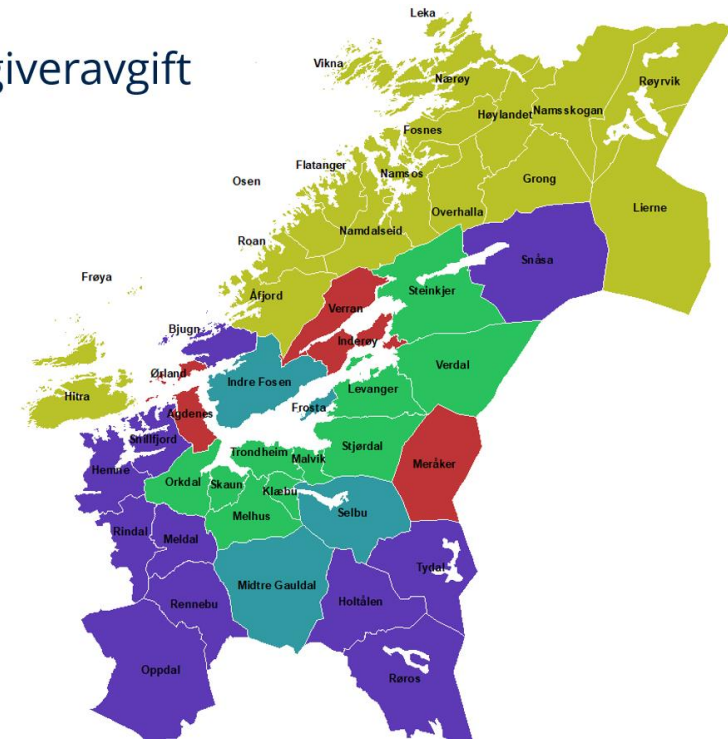 giveravgift
Leka
Vikna
Nærøy
Røyrvik
Høylandet
Namsskogan
Fosnes
Flatanger
Namsos
Grong
Osen
Overhalla
Lierne
Namdalseid
Roan
Snåsa
Frøya
Steinkjer
Åfjord
Verran
Bjugn
Inderøy
Verdal
Ørland
Indre Fosen
Levanger
Hitra
Frosta
Agdenes
Snillfjord
Stjørdal
Trondheim
Malvik
Meråker
Hemne
Orkdal
Skaun
Klæbu
Selbu
Melhus
Rindal
Meldal
Tydal
Midtre Gauldal
Holtålen
Rennebu
Oppdal
Røros